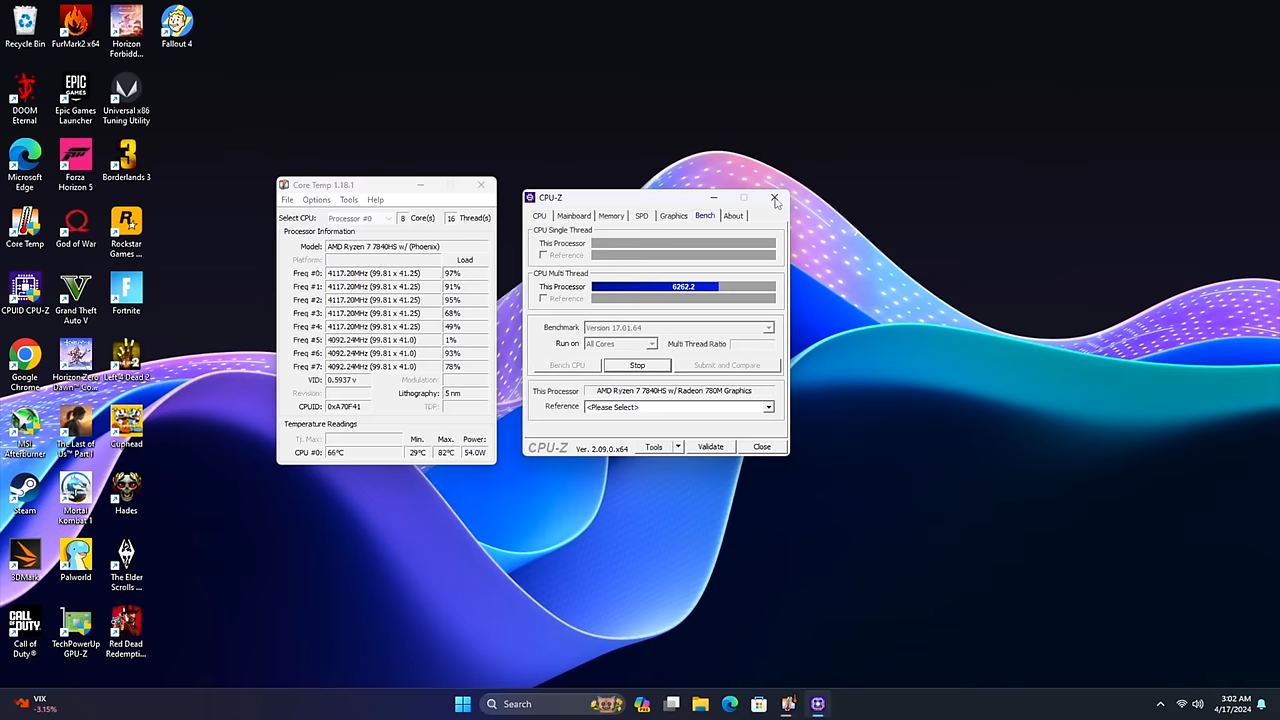 Recycle Bin
FurMark2 x64
Horizon
Forbidd...
Fallout 4
DOOM
Eternal
EPIC
GAMES
Epic Games
Launcher
Universal x86
Tuning Utility
Microsoft
Edge
Forza
Horizon 5
3
Borderlands 3
Core Temp
God of War
R
Rockstar
Games
CPUID CPU-Z
Grand Theft
Auto V
Fortnite
Google
Chrome
Horizon Zero
Dawn™ Co...
Left 4 Dead 2
MSI
Afterburner
The Last of
Us™ Part I
Cuphead
Steam
Mortal
Kombat 1
Hades
3DMark
Palworld
The Elder
Scrolls ...
CALL OF
DUTY
Call of
Duty®
TechPowerUp
GPU-Z
Red Dead
Redempti...
Core Temp 1.18.1
File Options Tools Help
Select CPU: Processor #0 8 Core(s) 16 Thread(s)
Processor Information
Model: AMD Ryzen 7 7840HS w/ (Phoenix)
Platform:
Load
Freq #0: 4117.20MHz (99.81 x 41.25) 97%
Freq #1: 4117.20MHz (99.81 x 41.25) 91%
Freq #2: 4117.20MHz (99.81 x 41.25) 95%
Freq #3: 4117.20MHz (99.81 x 41.25) 68%
Freq #4: 4117.20MHz (99.81 x 41.25) 49%
Freq #5: 4092.24MHz (99.81 x 41.0) 1%
Freq #6: 4092.24MHz (99.81 x 41.0) 93%
Freq #7: 4092.24MHz (99.81 x 41.0) 78%
VID: 0.5937 v Modulation:
Revision: Lithography: 5 nm
CPUID: 0xA70F41 TDP:
Temperature Readings
Tj. Max: Min. Max. Power:
CPU #0: 66°C 29°C 82°C 54.0W
CPU-Z
CPU Mainboard Memory SPD Graphics Bench About
CPU Single Thread
This Processor
Reference
CPU Multi Thread
This Processor 6262.2
Reference
Benchmark Version 17.01.64
Run on All Cores Multi Thread Ratio
Bench CPU Stop Submit and Compare
This Processor AMD Ryzen 7 7840HS w/ Radeon 780M Graphics
Reference <Please Select>
CPU-Z Ver. 2.09.0.x64 Tools Validate Close
VIX
-3.15%
Search
3:02 AM
4/17/2024